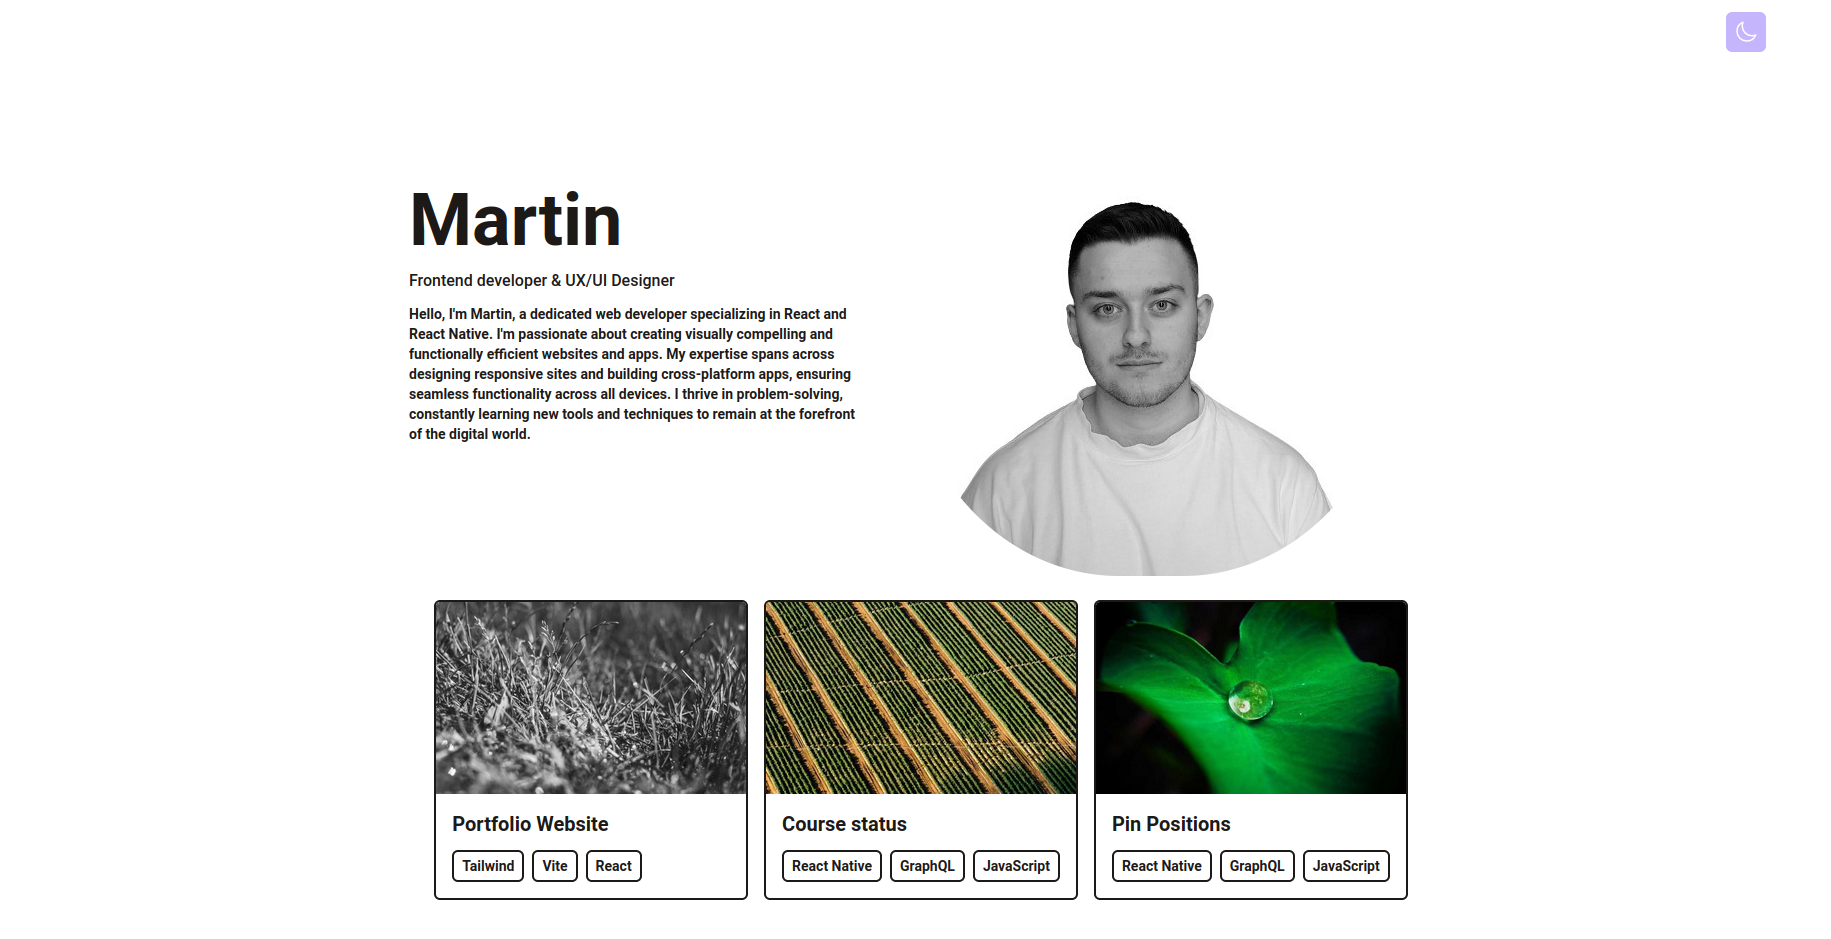 Martin
Frontend developer & UX/UI Designer
Hello, I'm Martin, a dedicated web developer specializing in React and
React Native. I'm passionate about creating visually compelling and
functionally efficient websites and apps. My expertise spans across
designing responsive sites and building cross-platform apps, ensuring
seamless functionality across all devices. I thrive in problem-solving,
constantly learning new tools and techniques to remain at the forefront
of the digital world.
Portfolio Website
Tailwind Vite React
Course status
React Native GraphQL JavaScript
Pin Positions
React Native GraphQL JavaScript